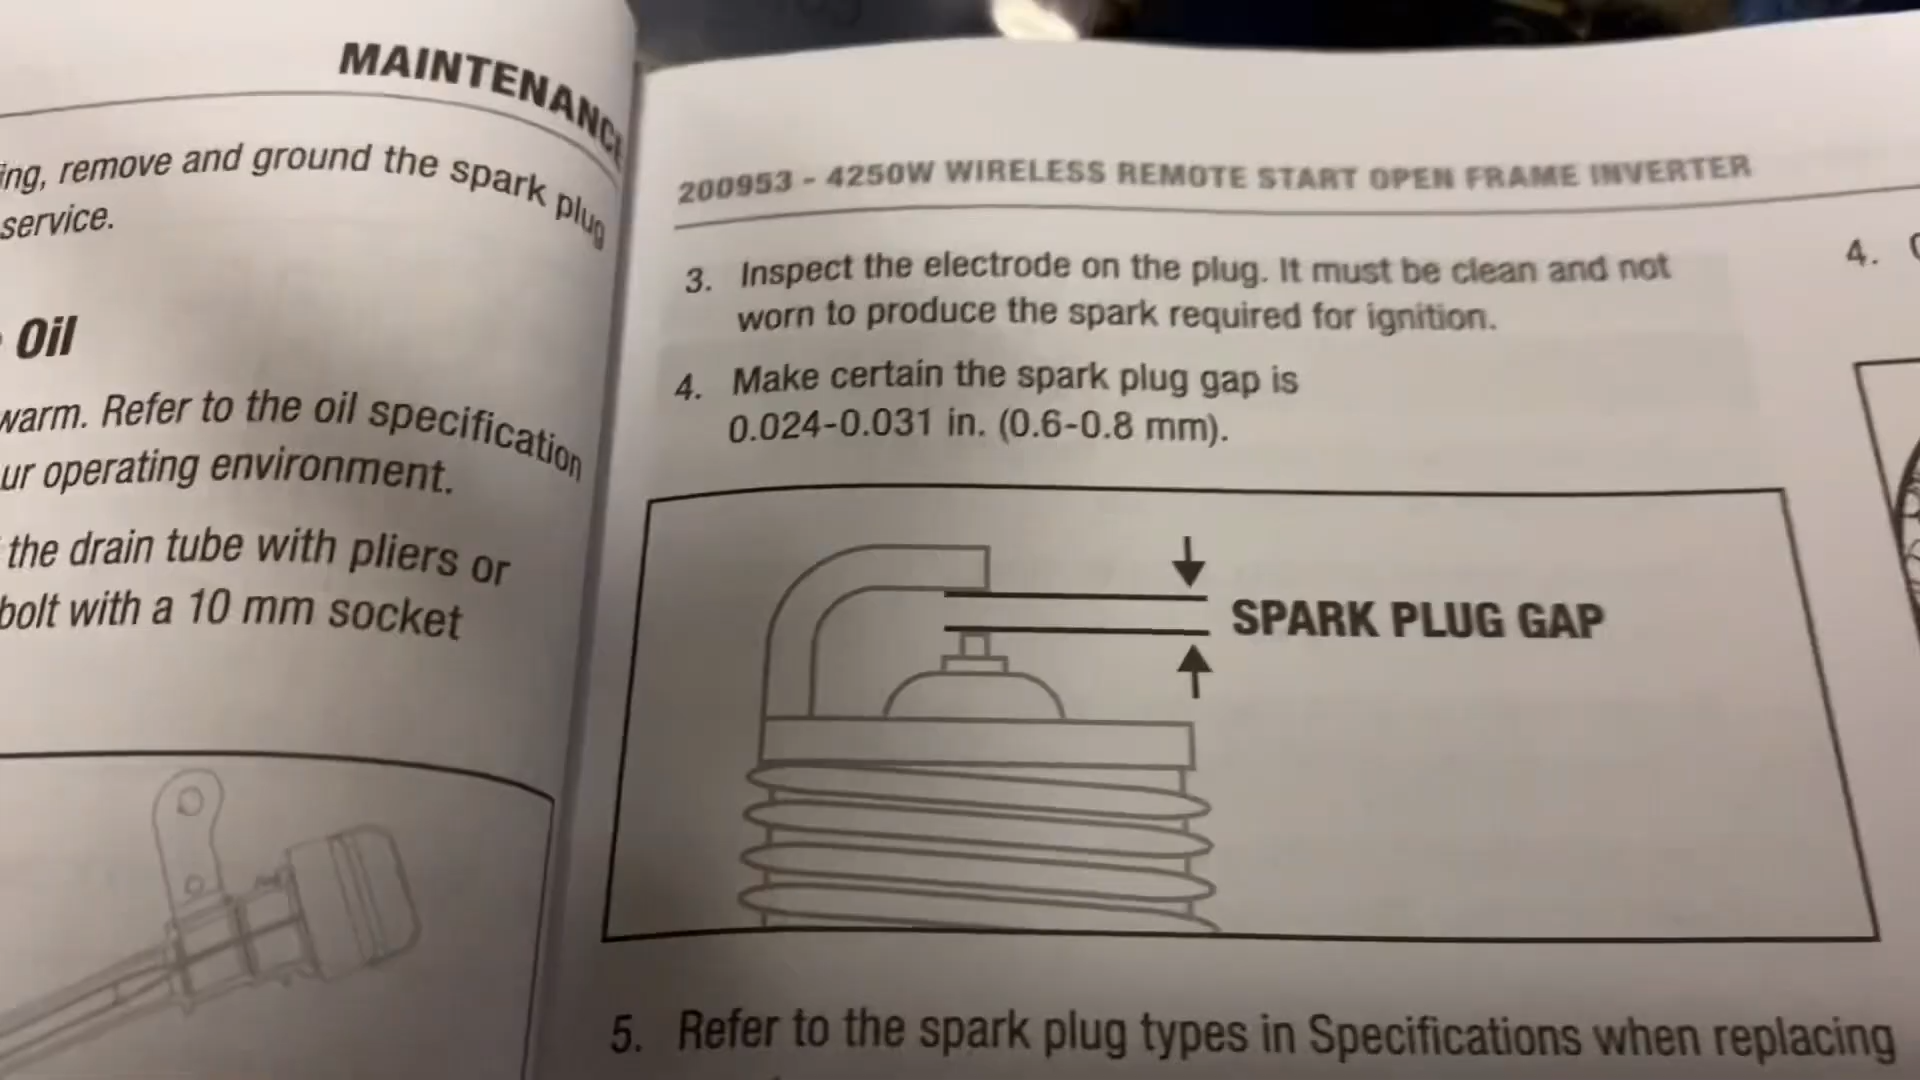 MAINTENANCE
ing, remove and ground the spark plug
service.
Oil
warm. Refer to the oil specification
ur operating environment.
the drain tube with pliers or
bolt with a 10 mm socket
200953 - 4250W WIRELESS REMOTE START OPEN FRAME INVERTER
3. Inspect the electrode on the plug. It must be clean and not
worn to produce the spark required for ignition.
4. Make certain the spark plug gap is
0.024-0.031 in. (0.6-0.8 mm).
SPARK PLUG GAP
5. Refer to the spark plug types in Specifications when replacing
4.